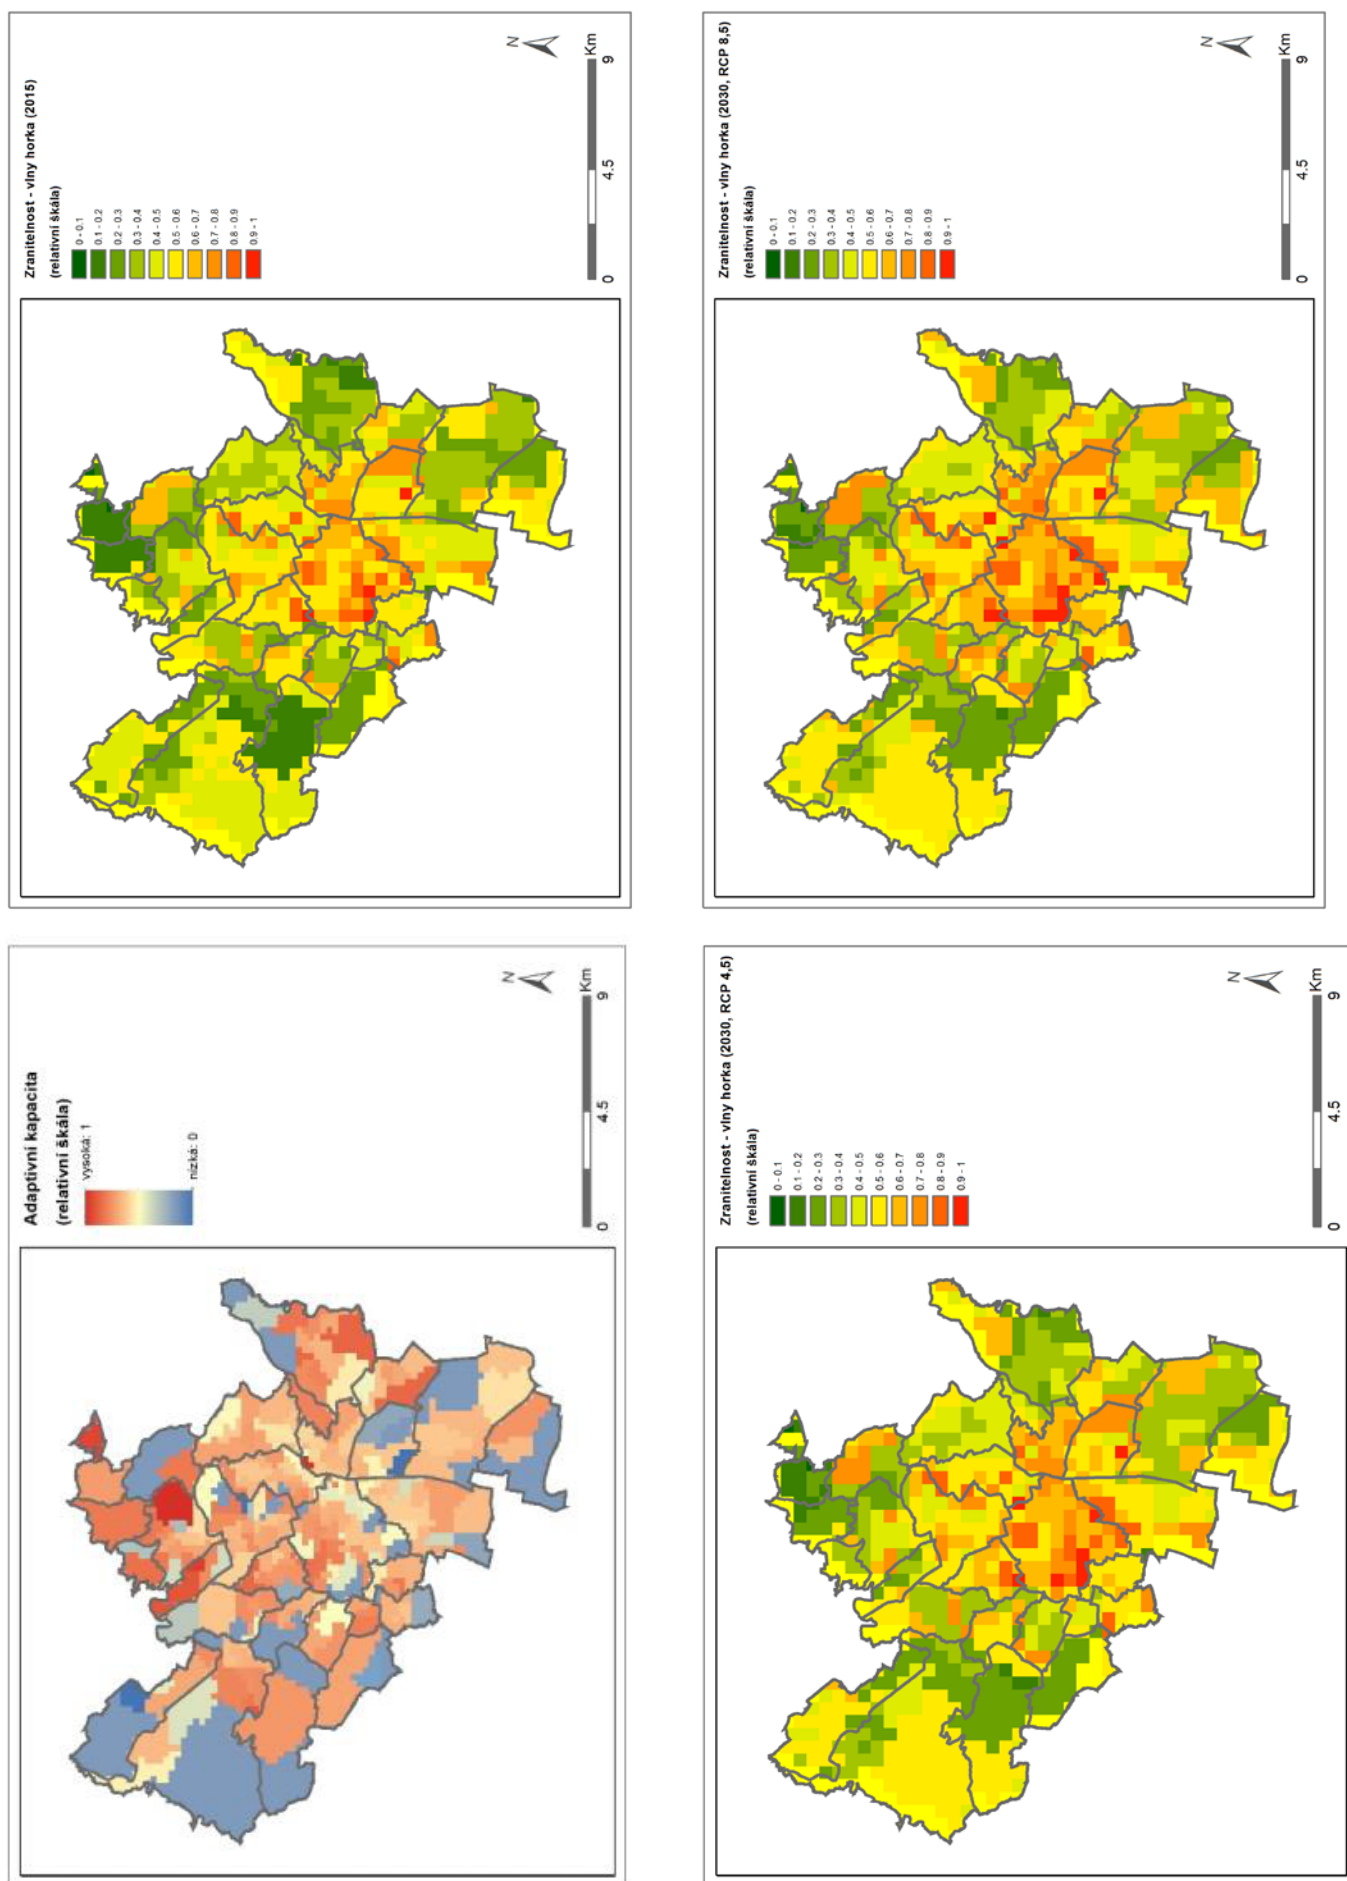 Adaptivní kapacita
(relativní škála)
vysoká: 1
nízká: 0
N
0 4.5 9
Km
Zranitelnost - vlny horka (2015)
(relativní škála)
0 - 0.1
0.1 - 0.2
0.2 - 0.3
0.3 - 0.4
0.4 - 0.5
0.5 - 0.6
0.6 - 0.7
0.7 - 0.8
0.8 - 0.9
0.9 - 1
N
0 4.5 9
Km
Zranitelnost - vlny horka (2030, RCP 4,5)
(relativní škála)
0 - 0.1
0.1 - 0.2
0.2 - 0.3
0.3 - 0.4
0.4 - 0.5
0.5 - 0.6
0.6 - 0.7
0.7 - 0.8
0.8 - 0.9
0.9 - 1
N
0 4.5 9
Km
Zranitelnost - vlny horka (2030, RCP 8,5)
(relativní škála)
0 - 0.1
0.1 - 0.2
0.2 - 0.3
0.3 - 0.4
0.4 - 0.5
0.5 - 0.6
0.6 - 0.7
0.7 - 0.8
0.8 - 0.9
0.9 - 1
N
0 4.5 9
Km